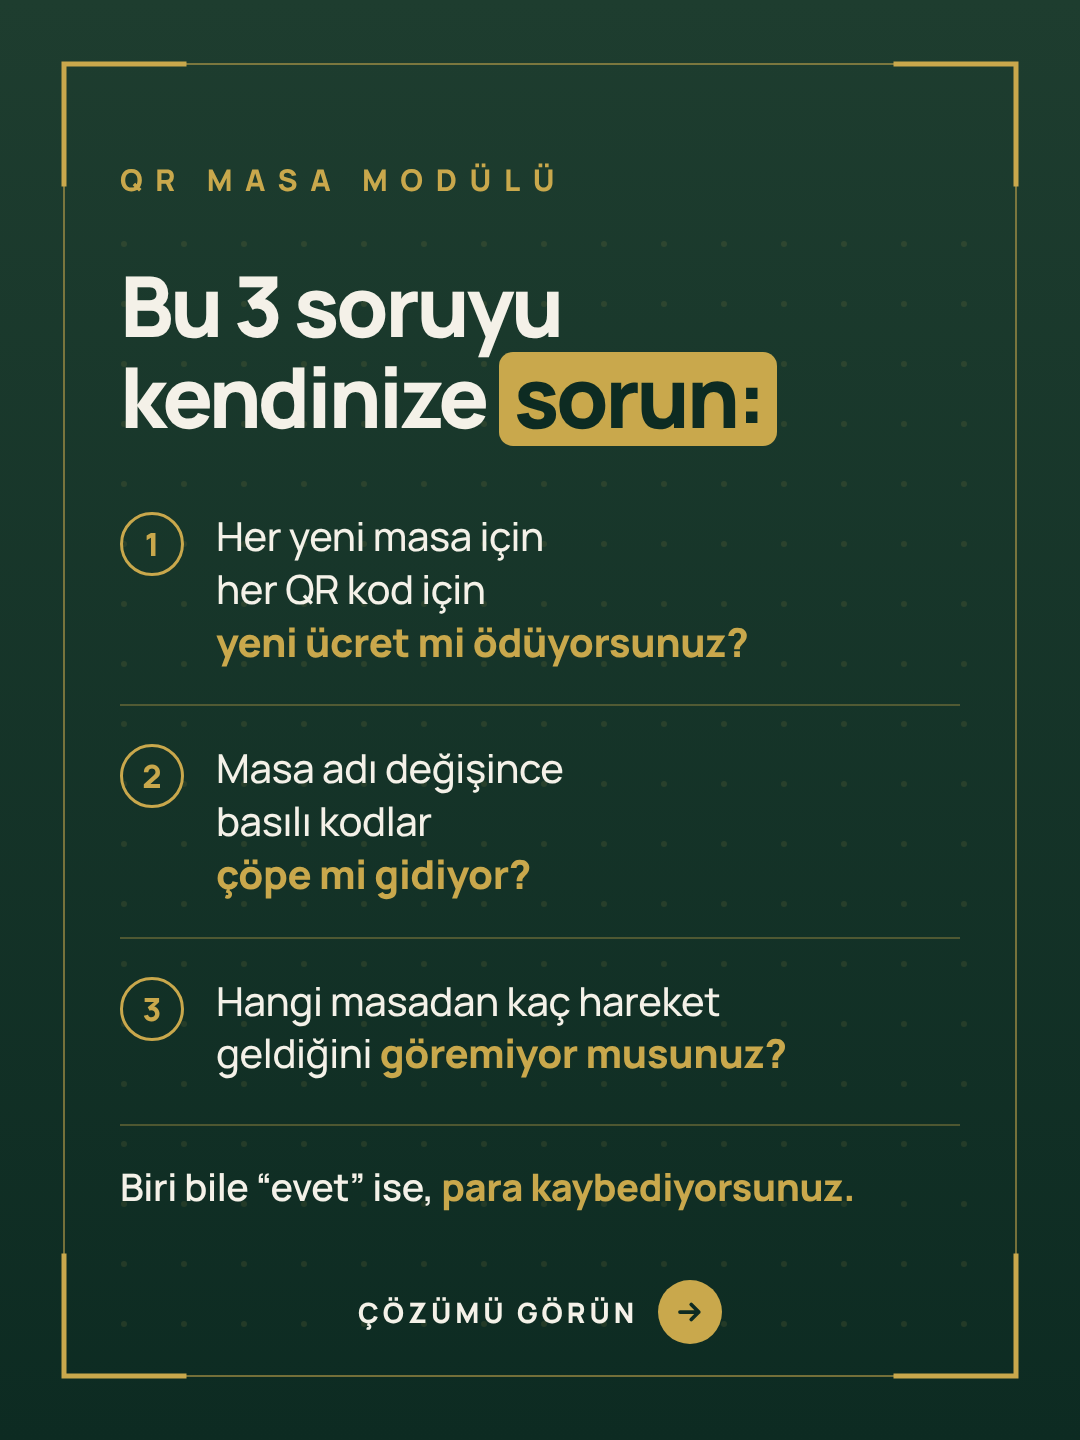 QR MASA MODÜLÜ
Bu 3 soruyu
kendinize sorun:
1 Her yeni masa için
her QR kod için
yeni ücret mi ödüyorsunuz?
2 Masa adı değişince
basılı kodlar
çöpe mi gidiyor?
3 Hangi masadan kaç hareket
geldiğini göremiyor musunuz?
Biri bile “evet” ise, para kaybediyorsunuz.
ÇÖZÜMÜ GÖRÜN →